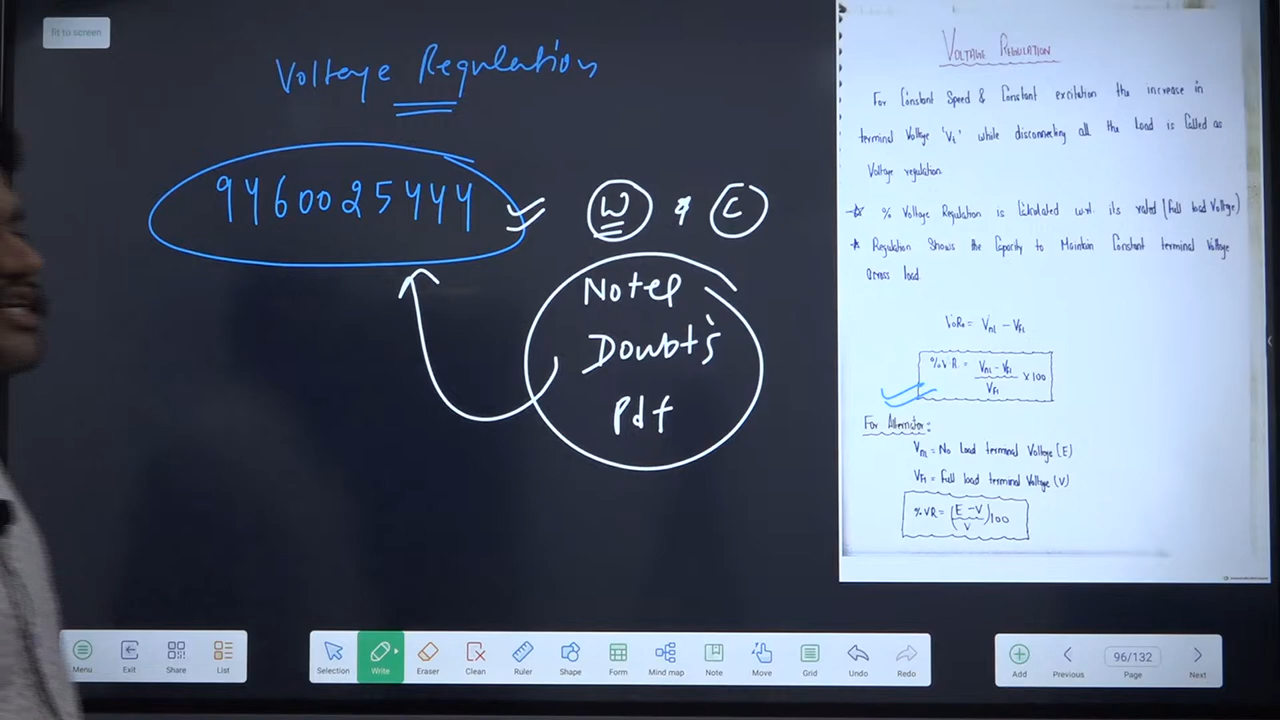 fit to screen
Voltage Regulation
9460025444
W & C
Notes
Doubt's
Pdf
VOLTAGE REGULATION
For Constant Speed & Constant excitation the increase in
terminal Voltage 'Vt' while disconnecting all the Load is Called as
Voltage regulation
% Voltage Regulation is Calculated w.r.t. its rated (Full load Voltage)
Regulation Shows the Capacity to Maintain Constant terminal Voltage
across load
V.R. = Vnl - VFl
% V R = Vnl - VFl / VFl × 100
For Alternator:
Vnl = No Load terminal Voltage (E)
VFl = Full load terminal Voltage (V)
% VR = (E - V / V) 100
Menu Exit Share List Selection Write Eraser Clean Ruler Shape Form Mind map Note Move Grid Undo Redo Add Previous 96/132 Page Next